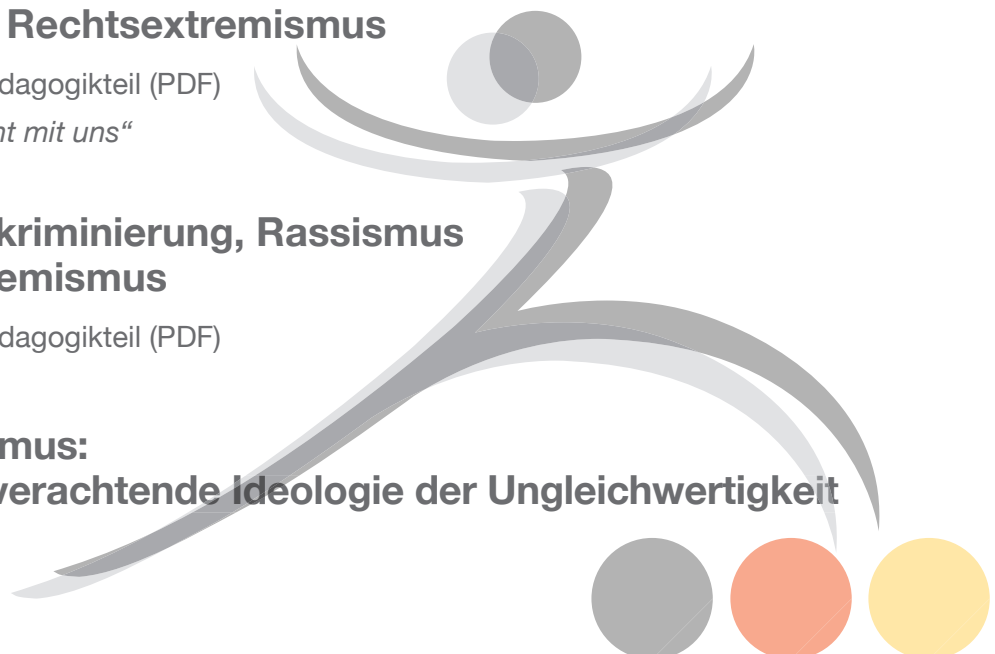 Rechtsextremismus
dagogikteil (PDF)
nt mit uns“
kriminierung, Rassismus
emismus
dagogikteil (PDF)
mus:
verachtende Ideologie der Ungleichwertigkeit